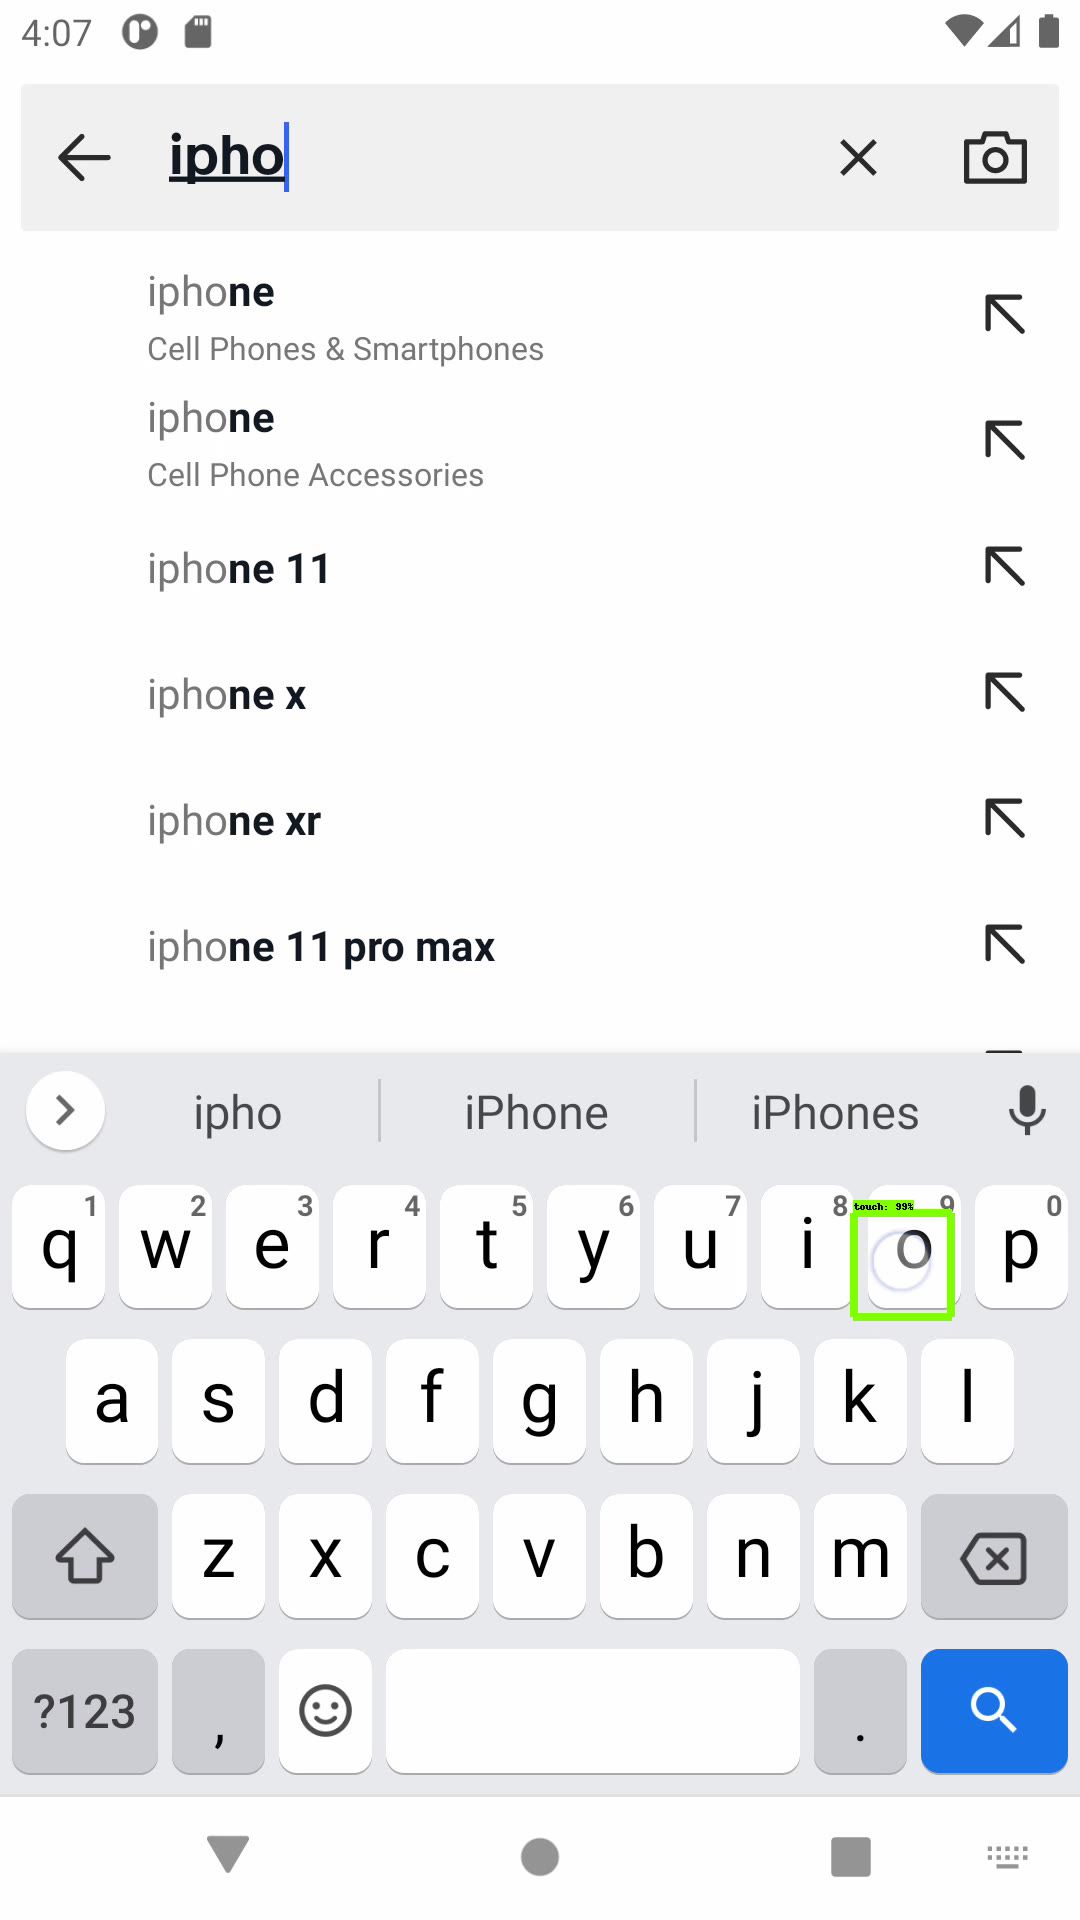 4:07
ipho
iphone
Cell Phones & Smartphones
iphone
Cell Phone Accessories
iphone 11
iphone x
iphone xr
iphone 11 pro max
ipho iPhone iPhones
1 2 3 4 5 6 7 8 9 0
touch: 99%
q w e r t y u i o p
a s d f g h j k l
z x c v b n m
?123 , .